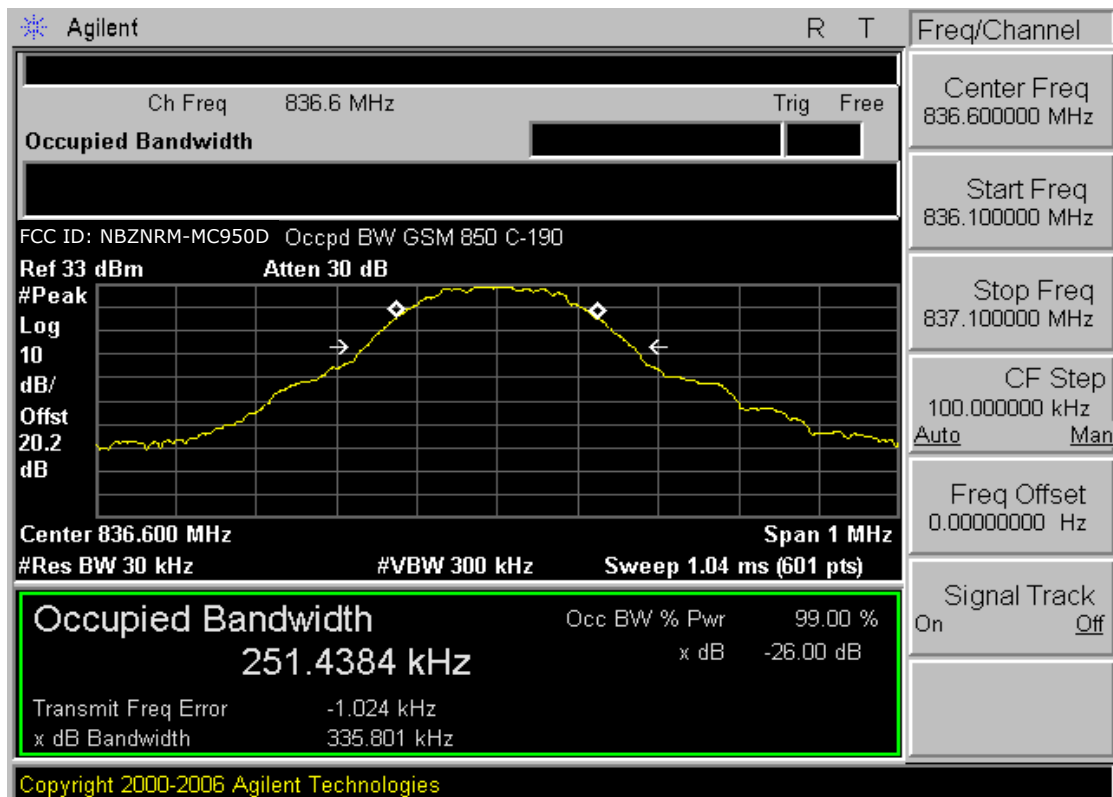 Agilent R T
Freq/Channel
Ch Freq 836.6 MHz Trig Free
Occupied Bandwidth
FCC ID: NBZNRM-MC950D Occpd BW GSM 850 C-190
Ref 33 dBm Atten 30 dB
#Peak
Log
10
dB/
Offst
20.2
dB
Center 836.600 MHz Span 1 MHz
#Res BW 30 kHz #VBW 300 kHz Sweep 1.04 ms (601 pts)
Occupied Bandwidth Occ BW % Pwr 99.00 %
251.4384 kHz x dB -26.00 dB
Transmit Freq Error -1.024 kHz
x dB Bandwidth 335.801 kHz
Copyright 2000-2006 Agilent Technologies
Center Freq
836.600000 MHz
Start Freq
836.100000 MHz
Stop Freq
837.100000 MHz
CF Step
100.000000 kHz
Auto Man
Freq Offset
0.00000000 Hz
Signal Track
On Off